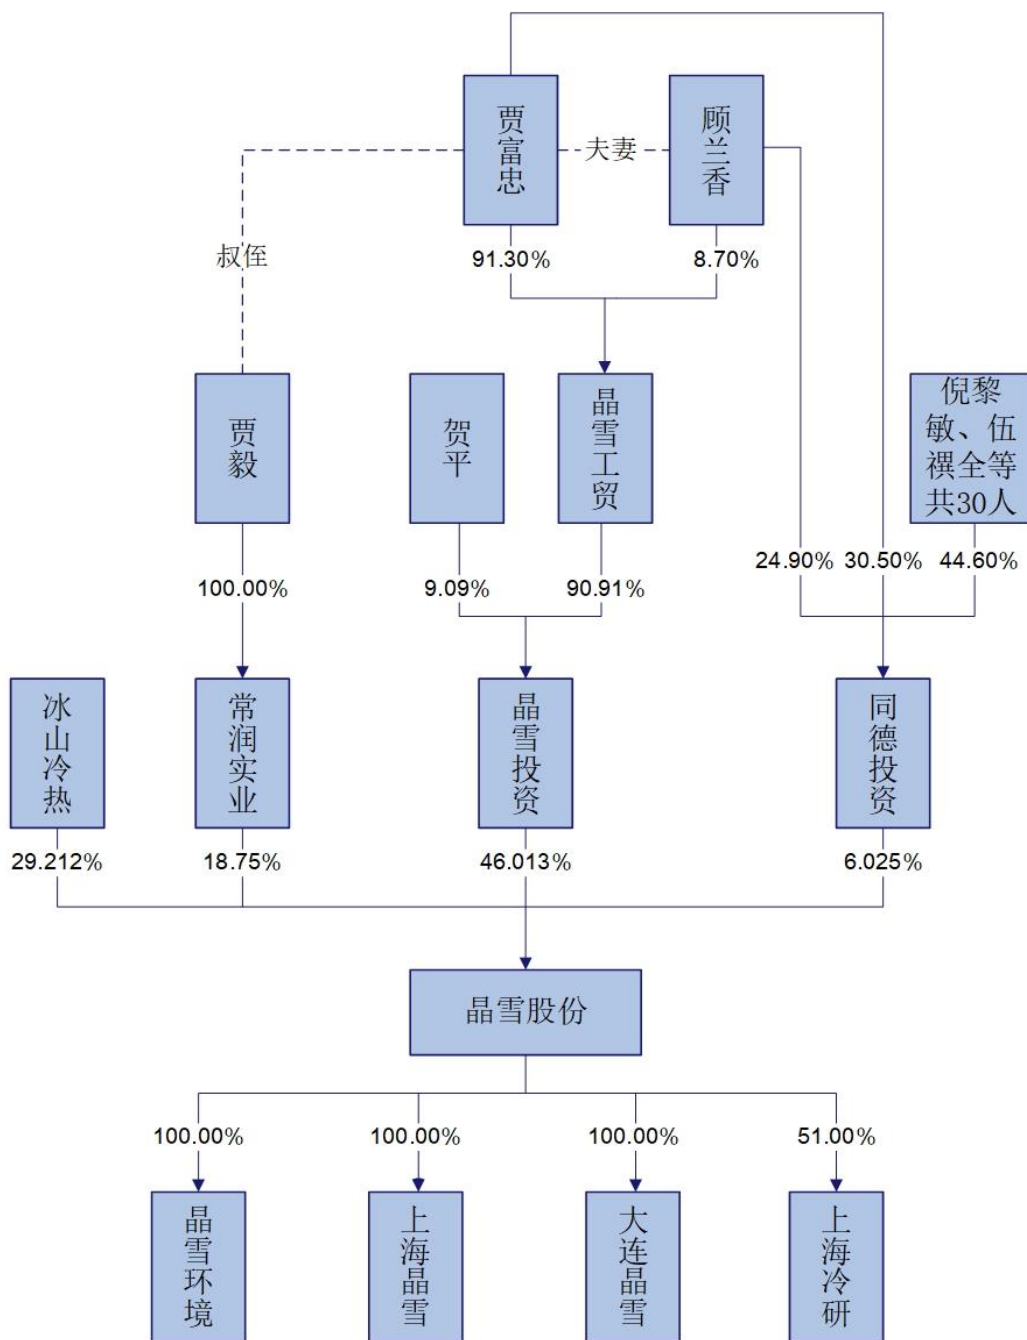 贾富忠
夫妻
顾兰香
叔侄
91.30%
8.70%
贾毅
贺平
晶雪工贸
倪黎
敏、伍
禩全等
共30人
100.00%
9.09%
90.91%
24.90%
30.50%
44.60%
冰山冷热
常润实业
晶雪投资
同德投资
29.212%
18.75%
46.013%
6.025%
晶雪股份
100.00%
100.00%
100.00%
51.00%
晶雪环境
上海晶雪
大连晶雪
上海冷研